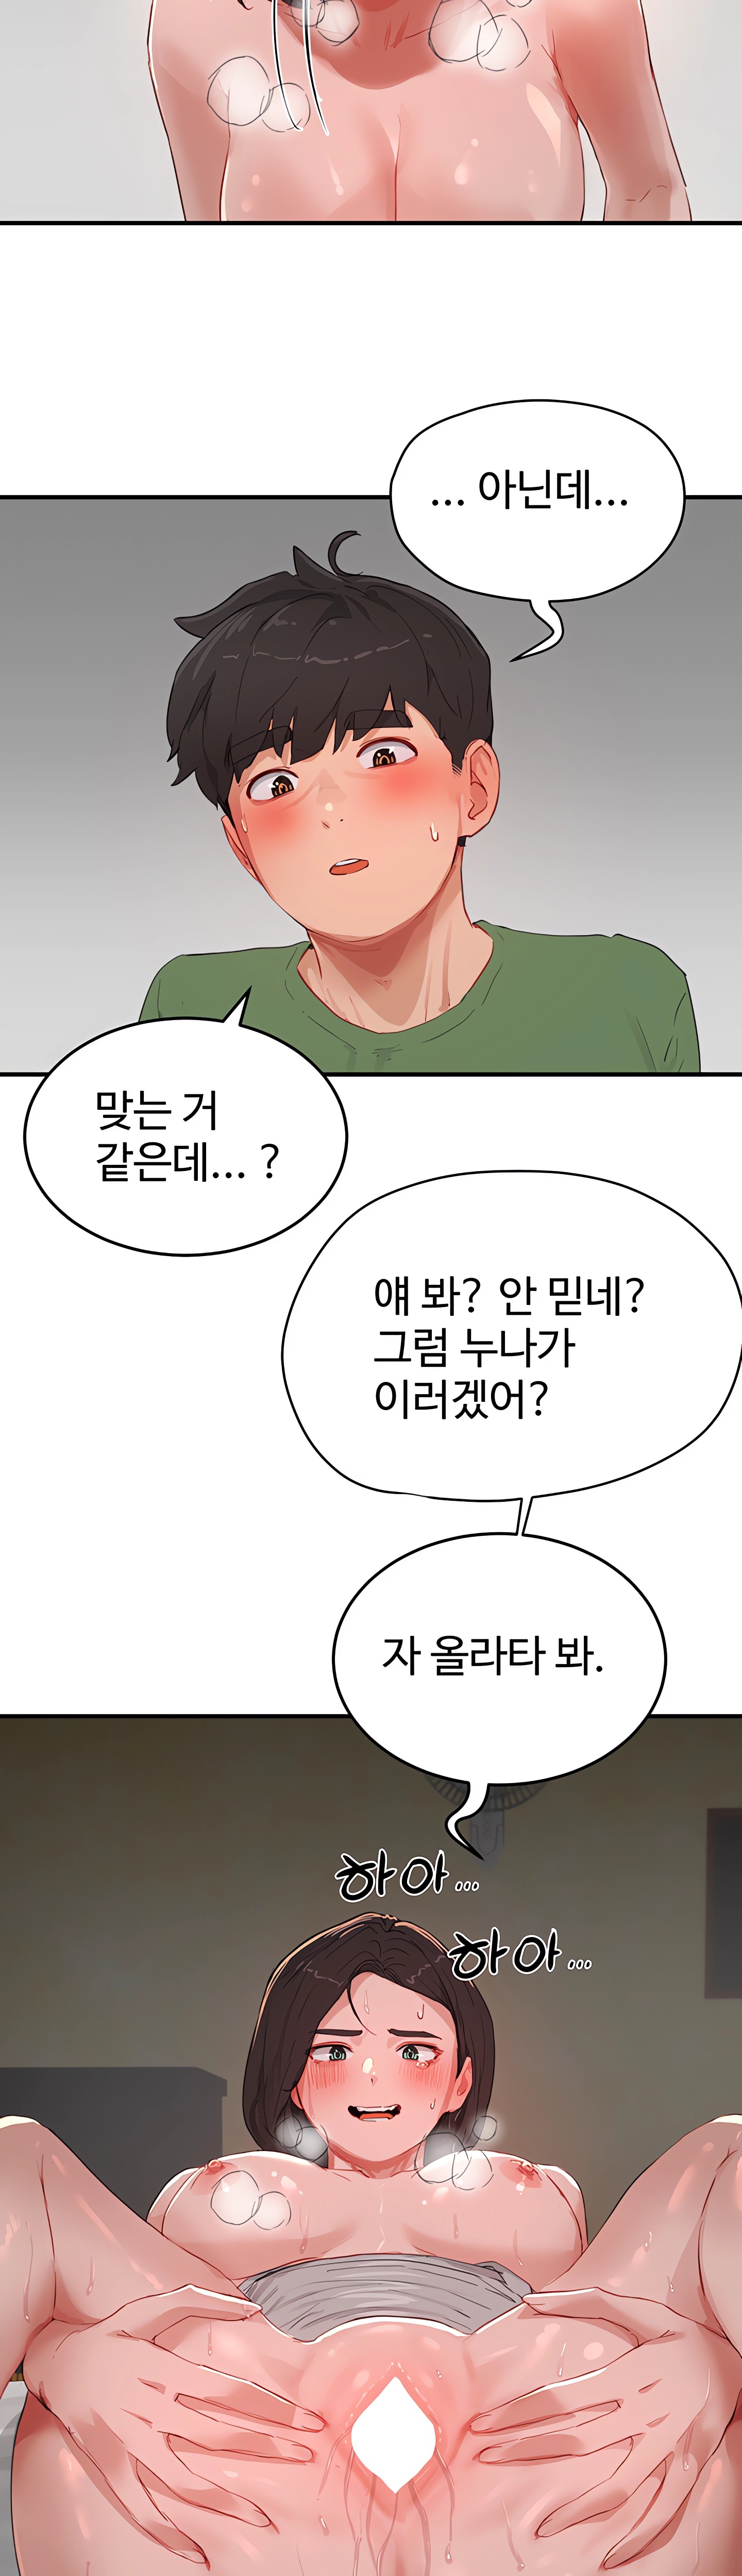 ... 아닌데...
맞는 거
같은데... ?
얘 봐? 안 믿네?
그럼 누나가
이러겠어?
자 올라타 봐.
하아...
하아...